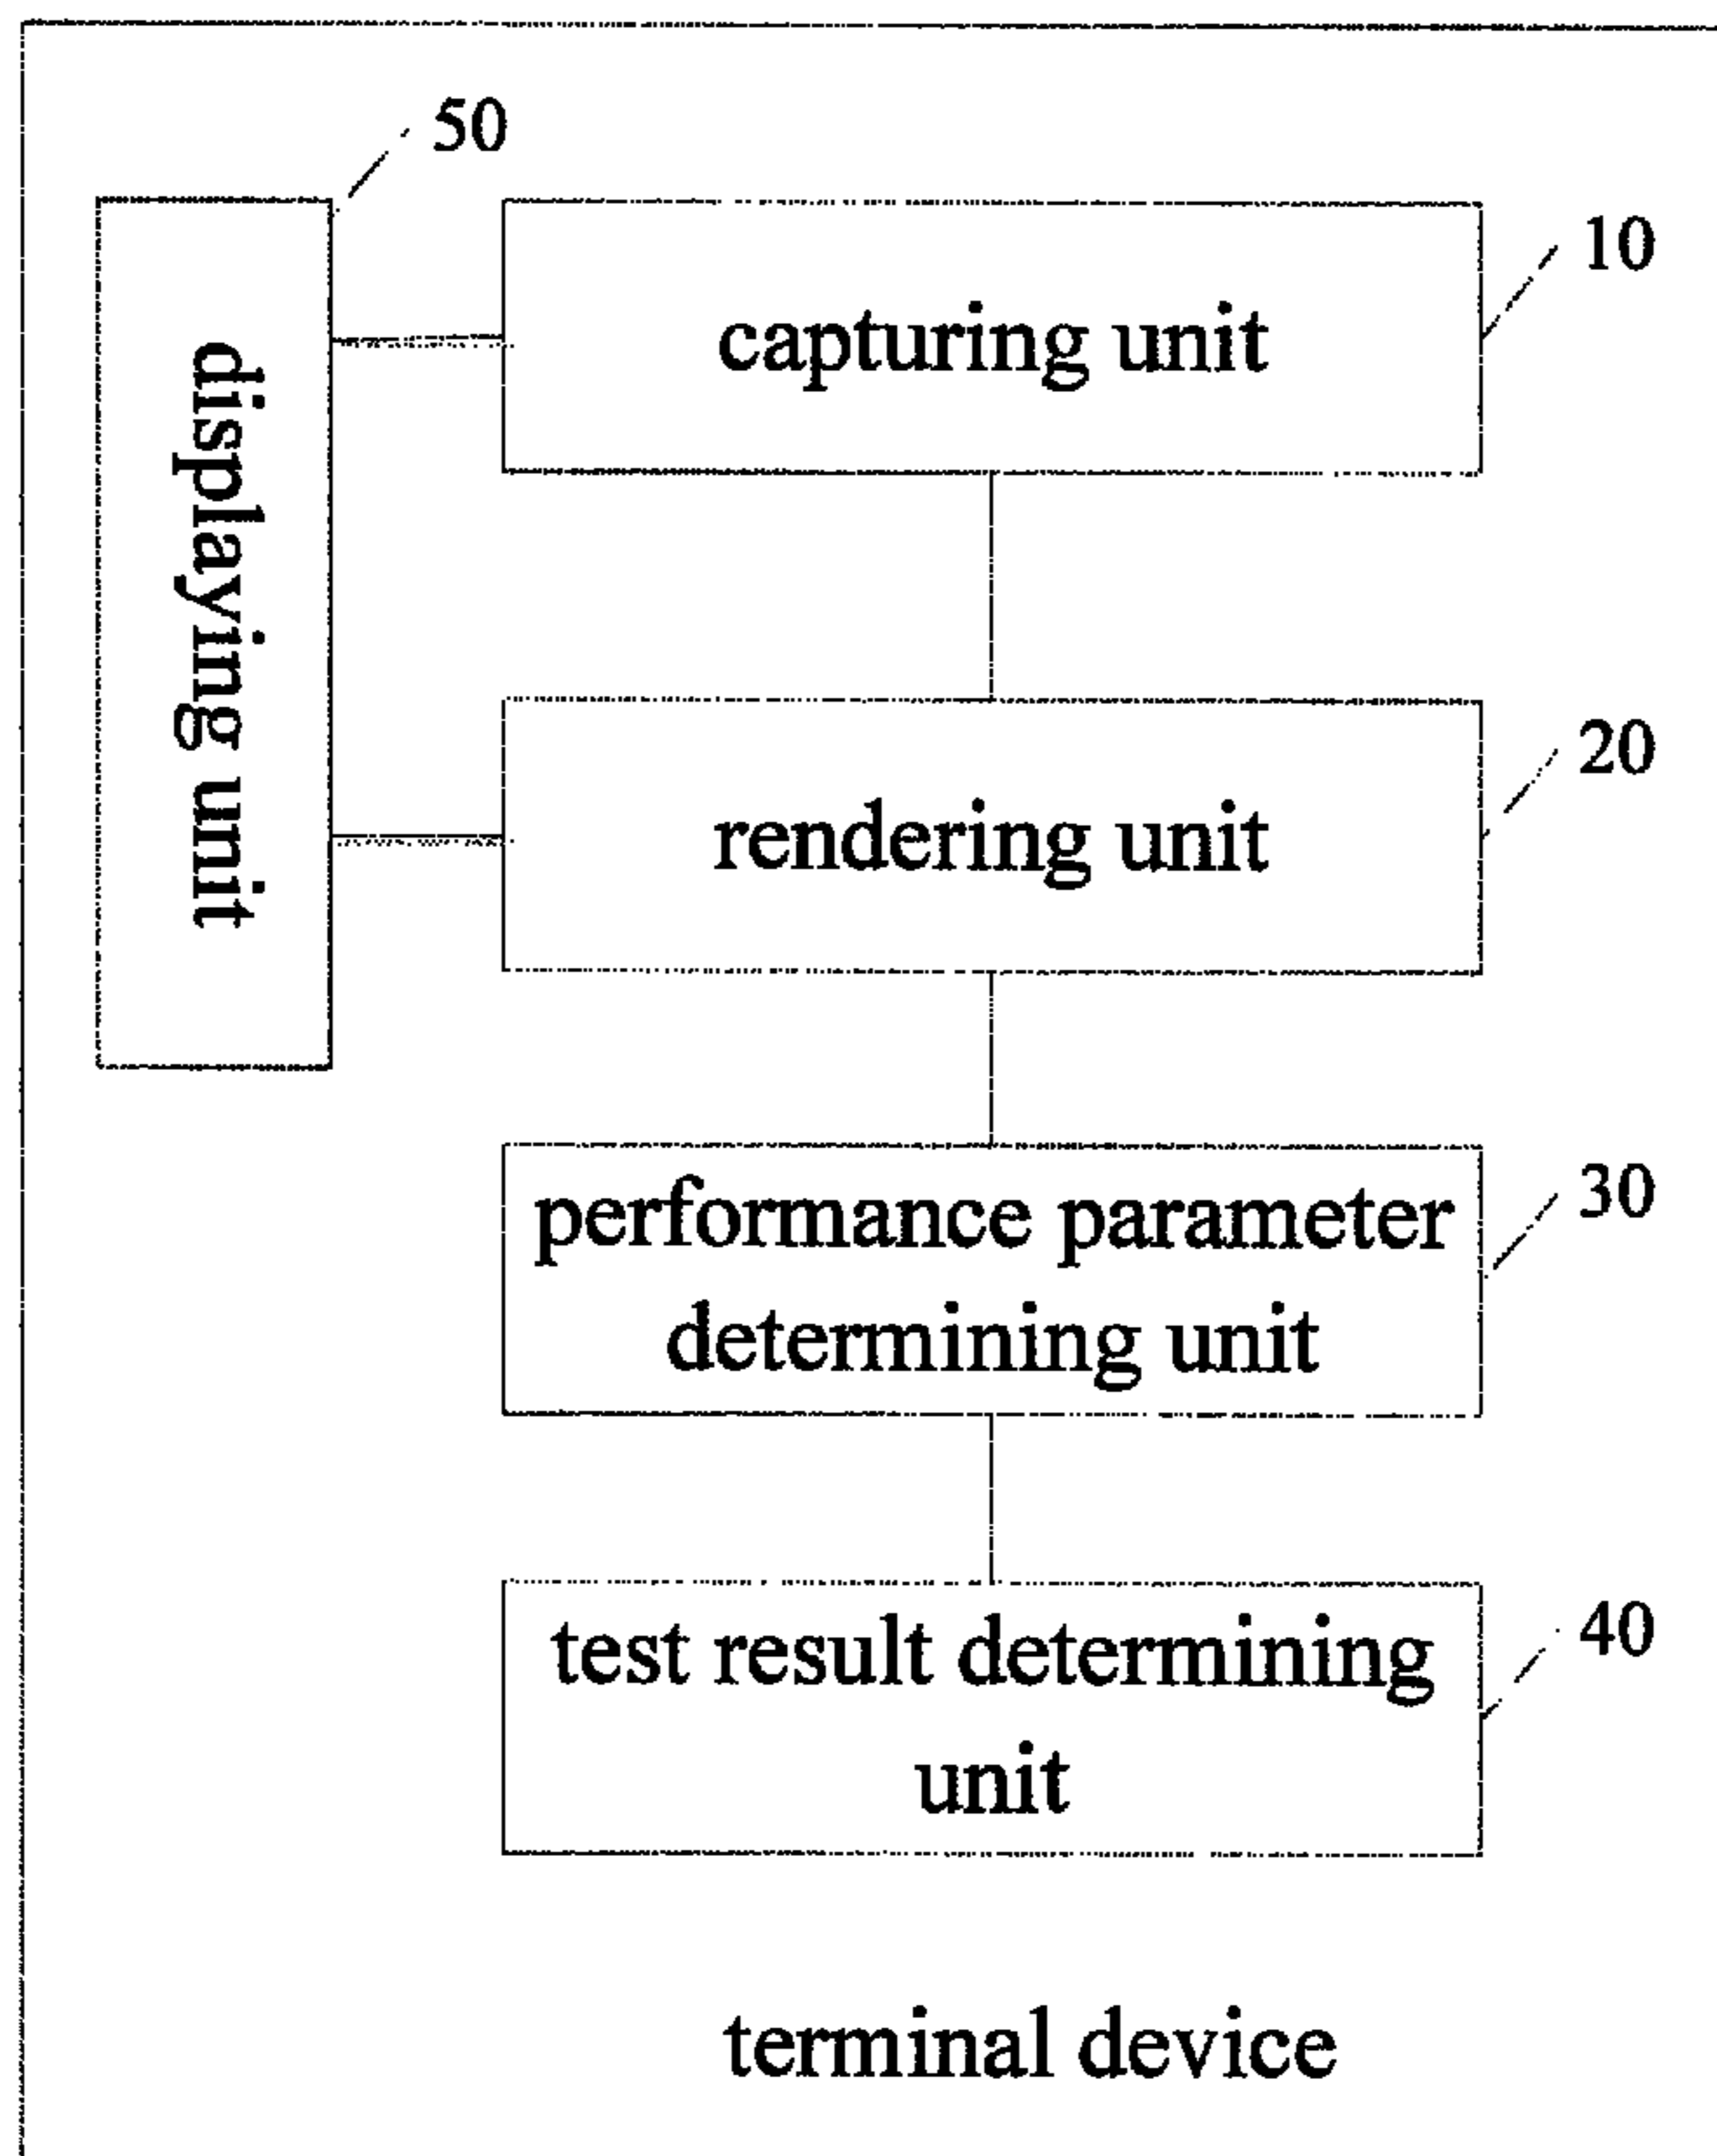 50
displaying unit
capturing unit
10
rendering unit
20
performance parameter
determining unit
30
test result determining
unit
40
terminal device